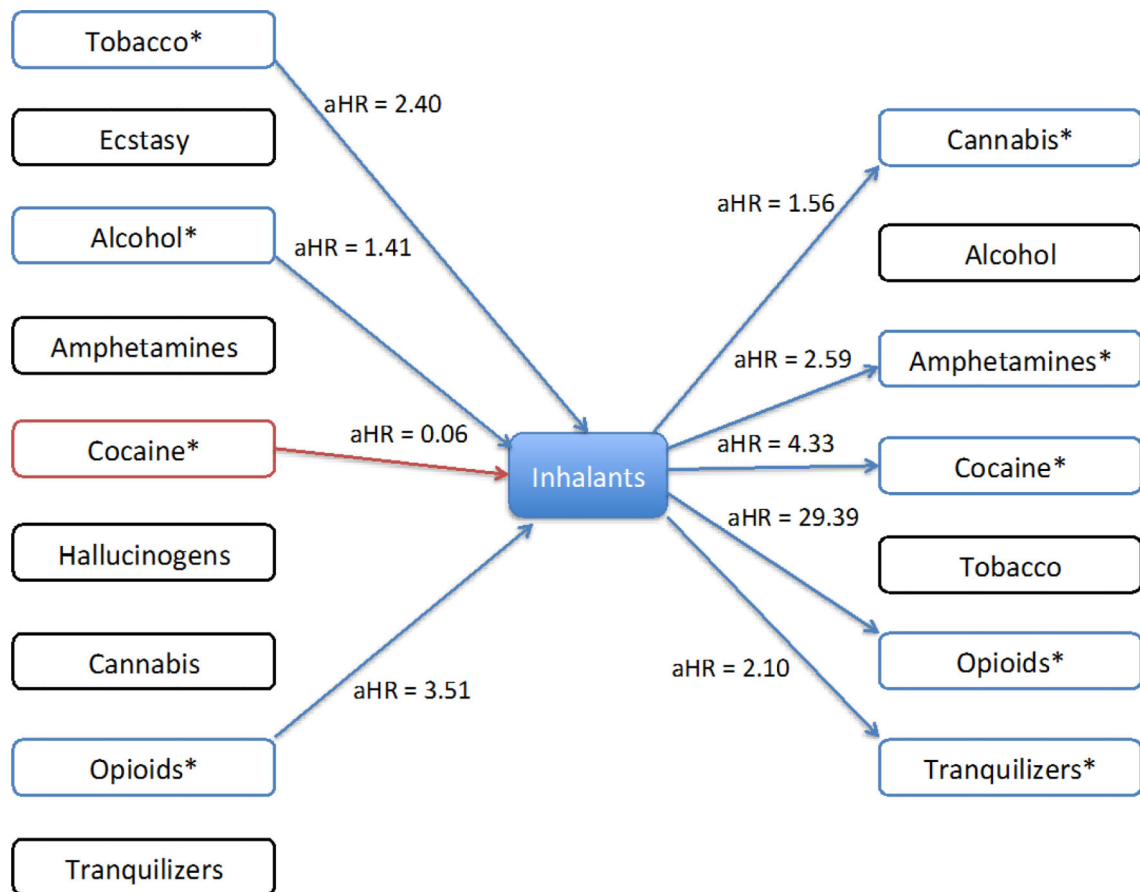 Tobacco*
Ecstasy
Alcohol*
Amphetamines
Cocaine*
Hallucinogens
Cannabis
Opioids*
Tranquilizers
aHR = 2.40
aHR = 1.41
aHR = 0.06
aHR = 3.51
Inhalants
aHR = 1.56
aHR = 2.59
aHR = 4.33
aHR = 29.39
aHR = 2.10
Cannabis*
Alcohol
Amphetamines*
Cocaine*
Tobacco
Opioids*
Tranquilizers*